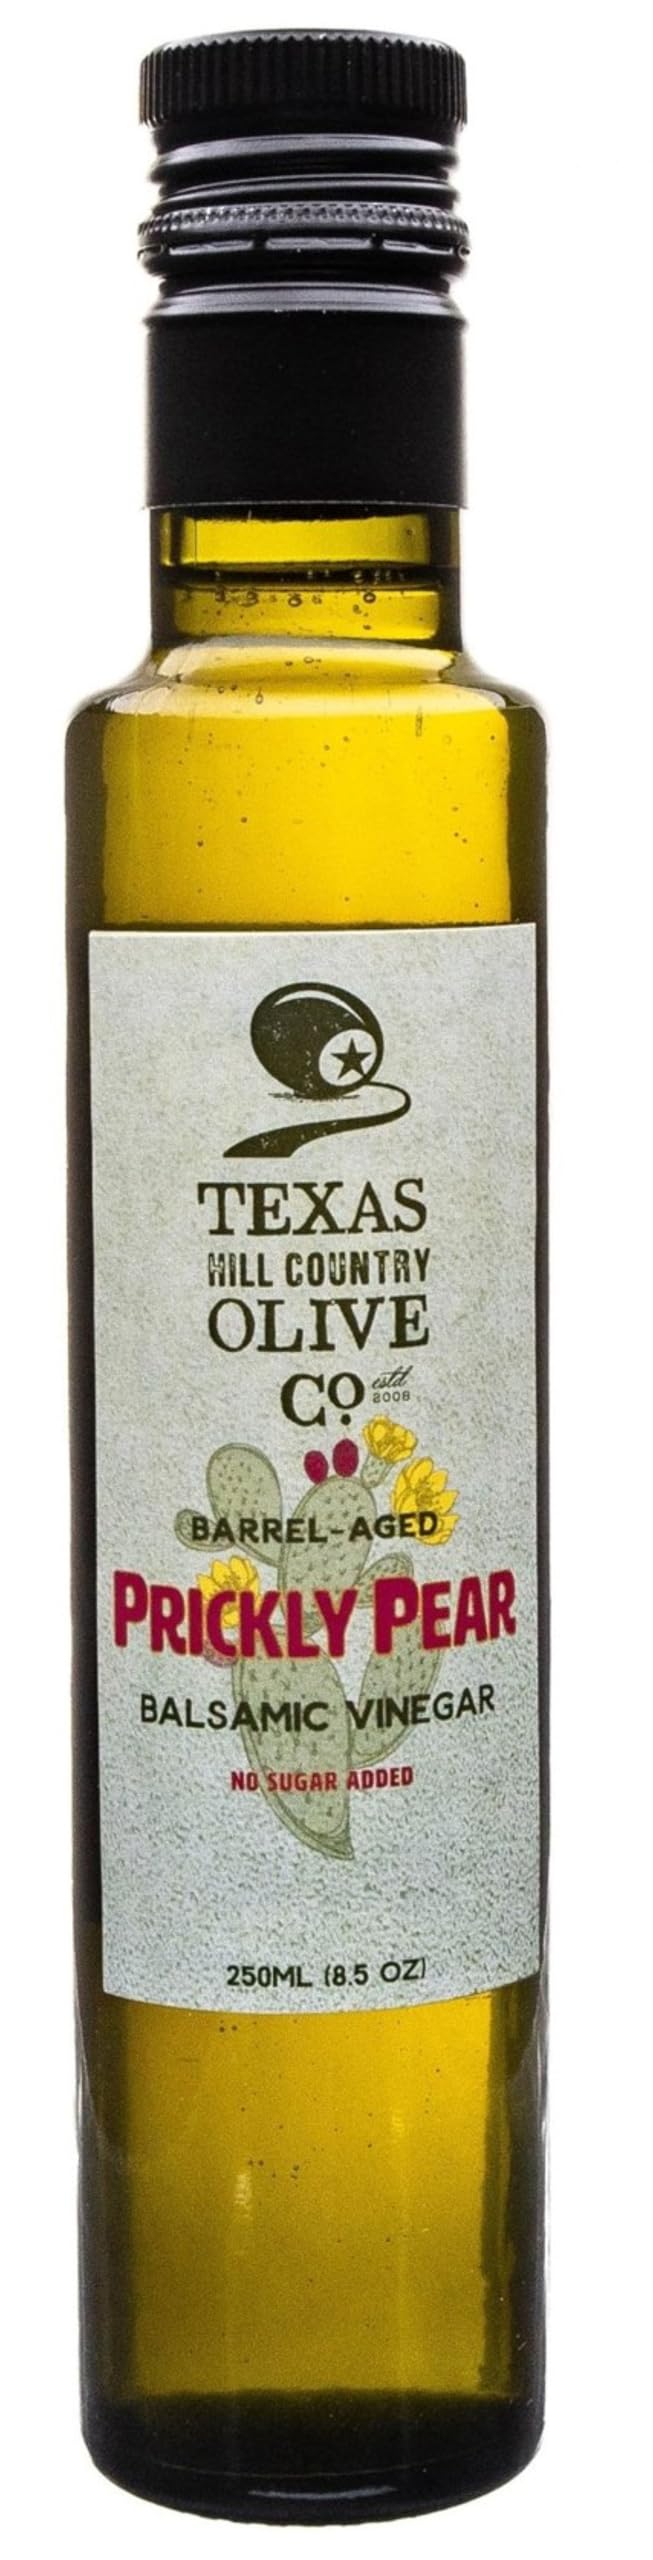 TEXAS
HILL COUNTRY
OLIVE
Co. estd
2008
BARREL-AGED
PRICKLY PEAR
BALSAMIC VINEGAR
NO SUGAR ADDED
250ML (8.5 OZ)